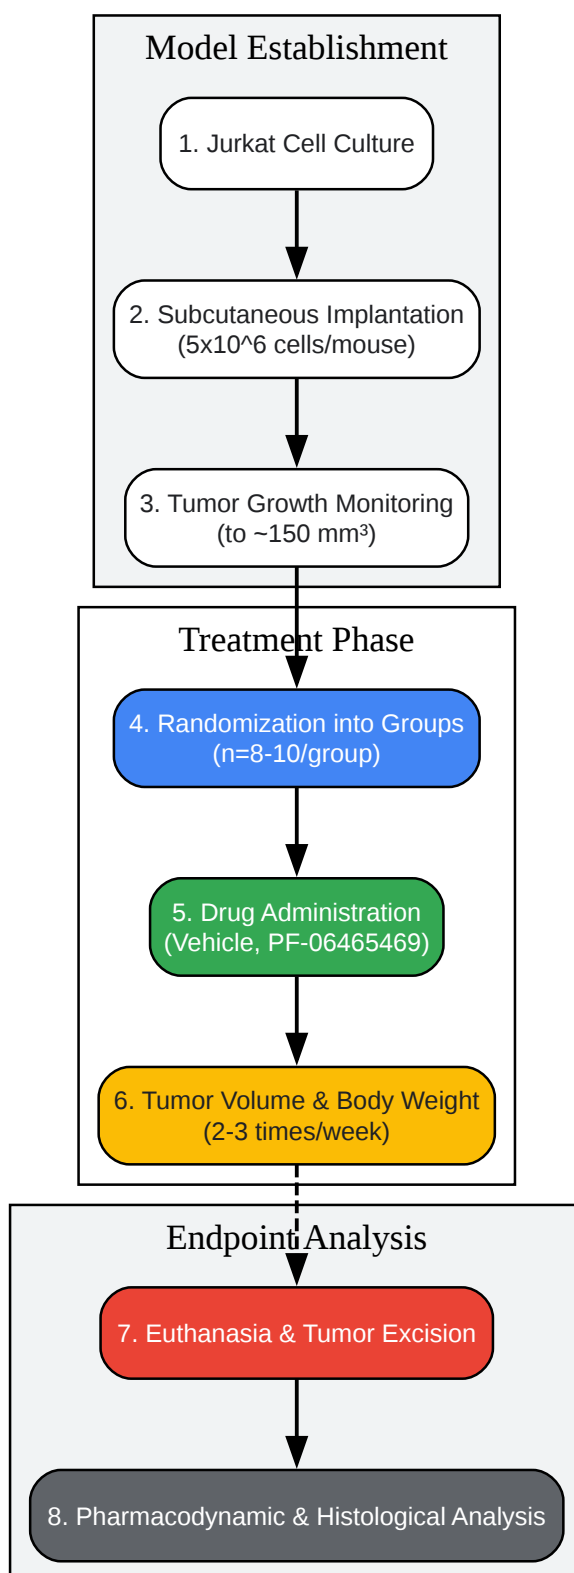 Model Establishment
1. Jurkat Cell Culture
2. Subcutaneous Implantation
(5x10^6 cells/mouse)
3. Tumor Growth Monitoring
(to ~150 mm³)
Treatment Phase
4. Randomization into Groups
(n=8-10/group)
5. Drug Administration
(Vehicle, PF-06465469)
6. Tumor Volume & Body Weight
(2-3 times/week)
Endpoint Analysis
7. Euthanasia & Tumor Excision
8. Pharmacodynamic & Histological Analysis